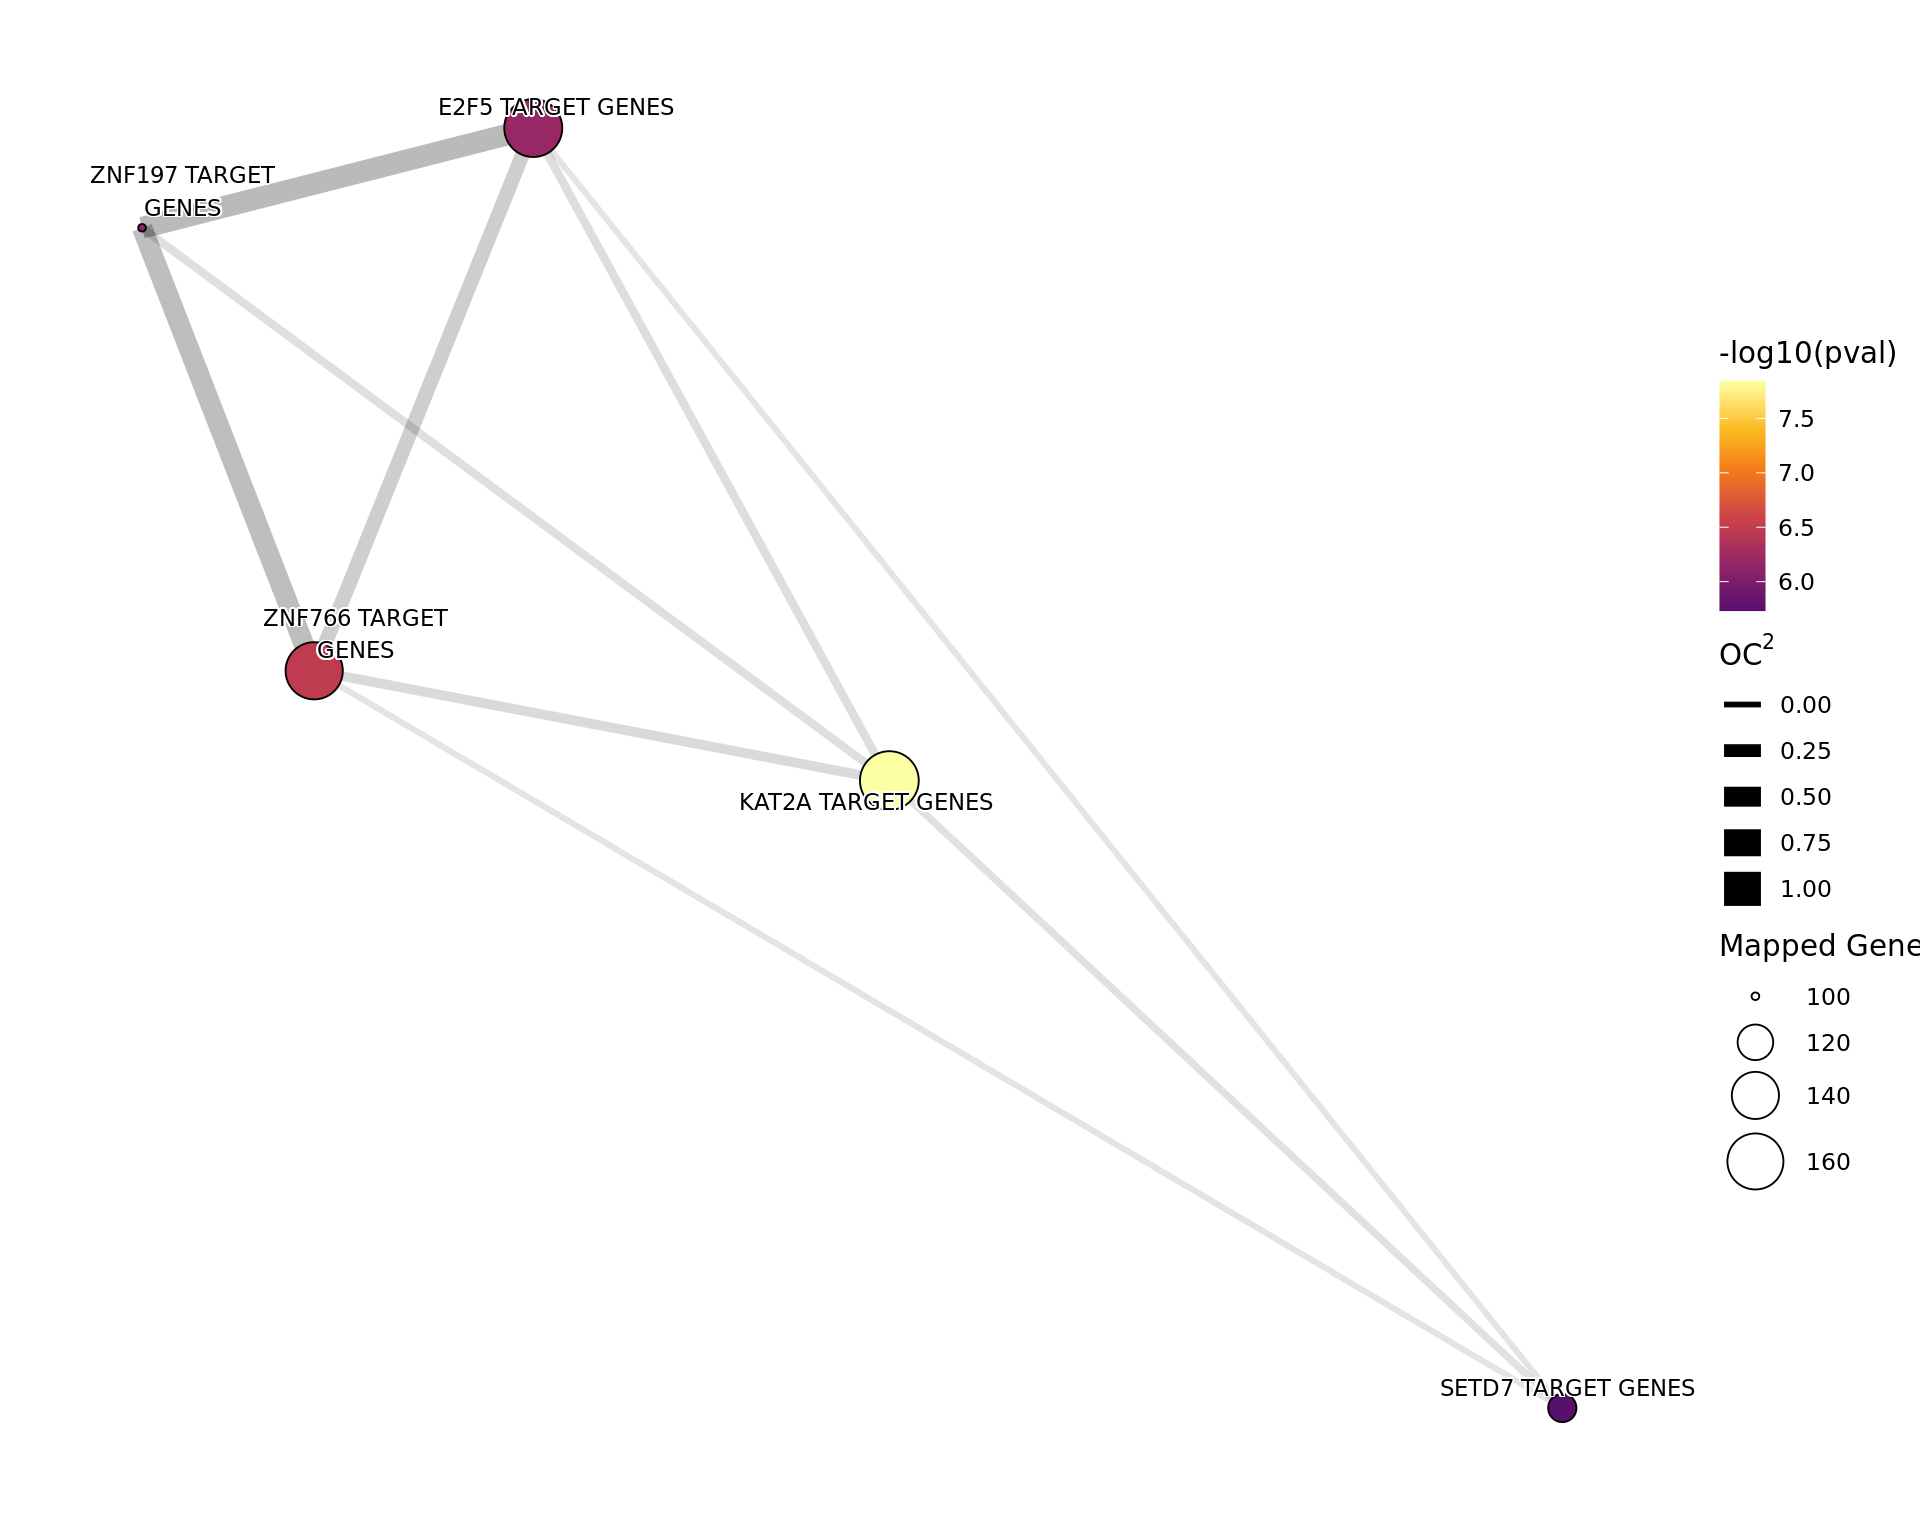 E2F5 TARGET GENES
ZNF197 TARGET
GENES
ZNF766 TARGET
GENES
KAT2A TARGET GENES
SETD7 TARGET GENES
-log10(pval)
7.5
7.0
6.5
6.0
OC²
0.00
0.25
0.50
0.75
1.00
Mapped Gene
100
120
140
160